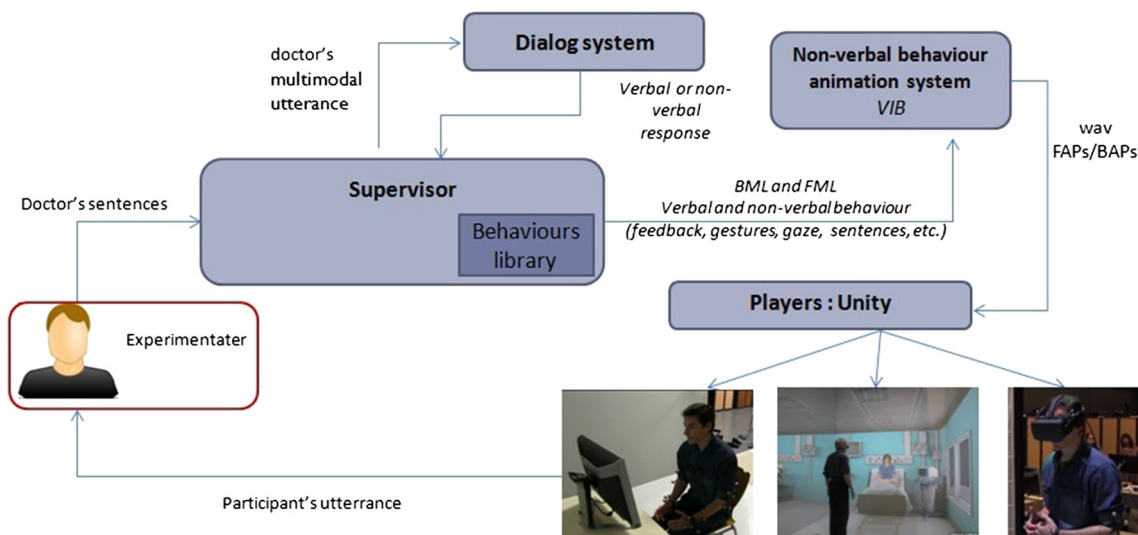 Dialog system
doctor's
multimodal
utterance
Verbal or non-
verbal
response
Non-verbal behaviour
animation system
VIB
wav
FAPs/BAPs
Supervisor
Behaviours
library
Doctor's sentences
BML and FML
Verbal and non-verbal behaviour
(feedback, gestures, gaze, sentences, etc.)
Players : Unity
Experimentater
Participant's utterrance